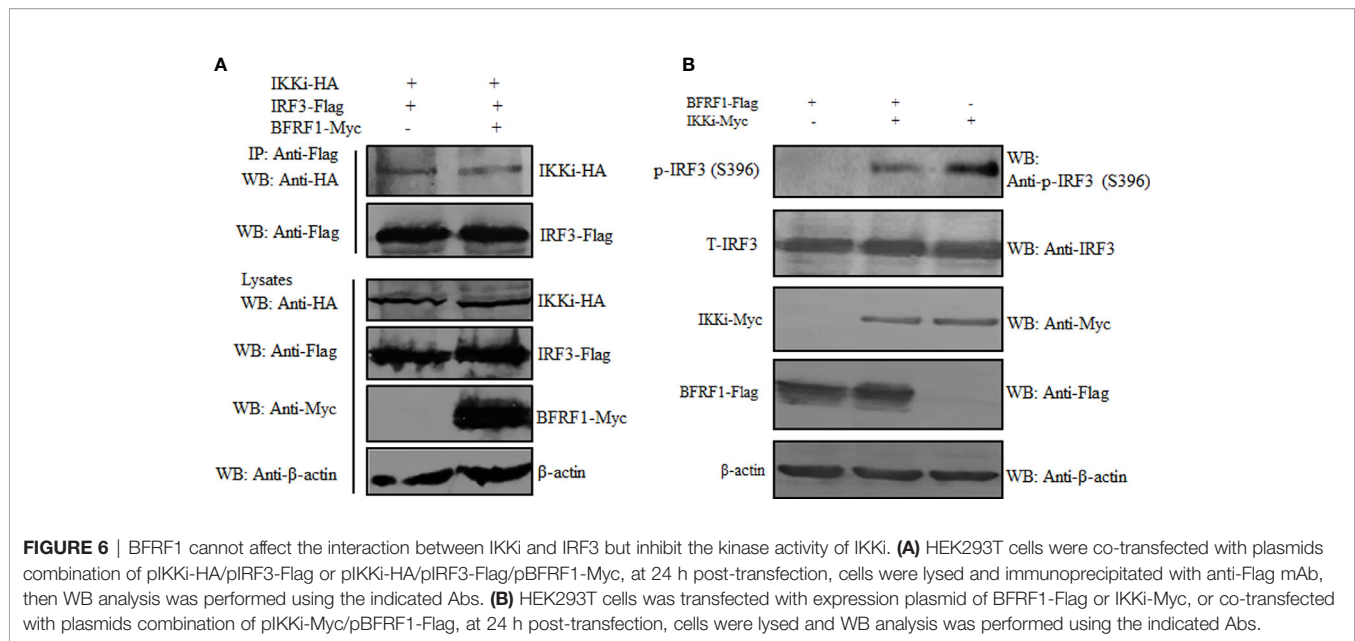 A
IKKi-HA + +
IRF3-Flag + +
BFRF1-Myc - +
IP: Anti-Flag
WB: Anti-HA IKKi-HA
WB: Anti-Flag IRF3-Flag
Lysates
WB: Anti-HA IKKi-HA
WB: Anti-Flag IRF3-Flag
WB: Anti-Myc BFRF1-Myc
WB: Anti-β-actin β-actin
B
BFRF1-Flag + + -
IKKi-Myc - + +
p-IRF3 (S396) WB:
Anti-p-IRF3 (S396)
T-IRF3 WB: Anti-IRF3
IKKi-Myc WB: Anti-Myc
BFRF1-Flag WB: Anti-Flag
β-actin WB: Anti-β-actin
FIGURE 6 | BFRF1 cannot affect the interaction between IKKi and IRF3 but inhibit the kinase activity of IKKi. (A) HEK293T cells were co-transfected with plasmids
combination of pIKKi-HA/pIRF3-Flag or pIKKi-HA/pIRF3-Flag/pBFRF1-Myc, at 24 h post-transfection, cells were lysed and immunoprecipitated with anti-Flag mAb,
then WB analysis was performed using the indicated Abs. (B) HEK293T cells was transfected with expression plasmid of BFRF1-Flag or IKKi-Myc, or co-transfected
with plasmids combination of pIKKi-Myc/pBFRF1-Flag, at 24 h post-transfection, cells were lysed and WB analysis was performed using the indicated Abs.